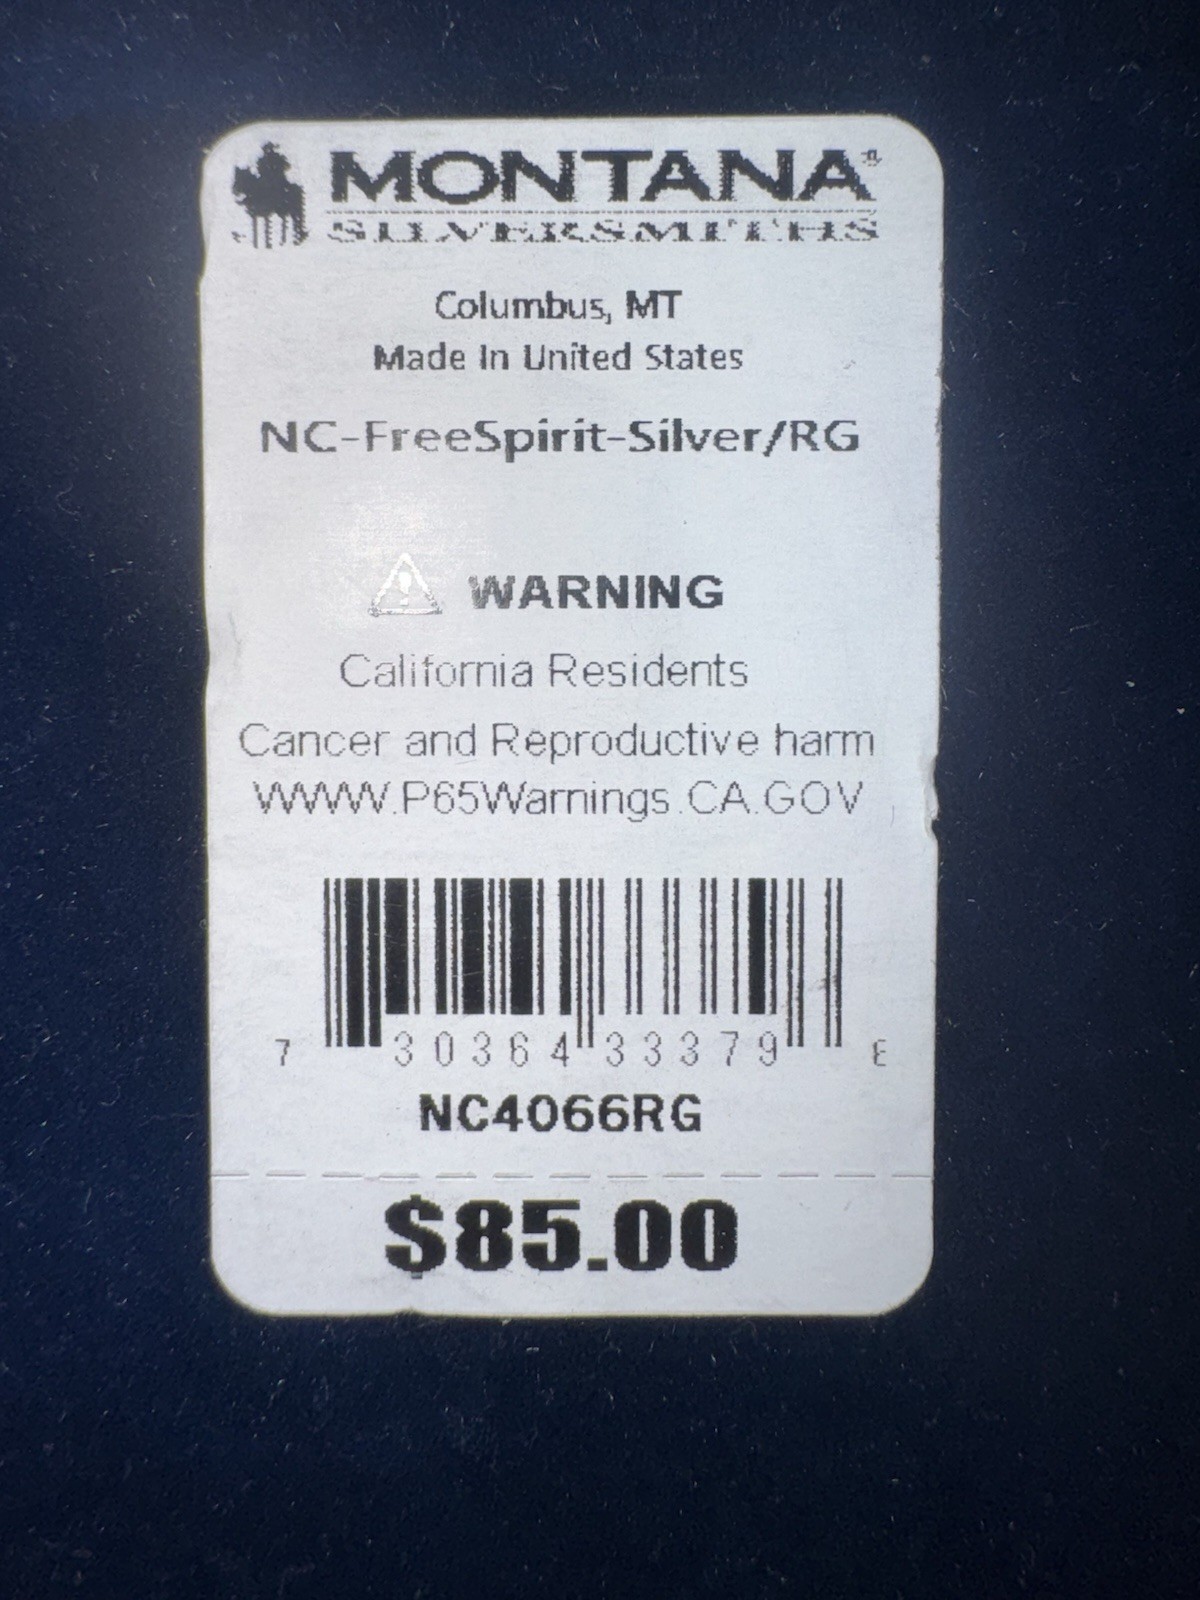 MONTANA®
SILVERSMITHS
Columbus, MT
Made In United States
NC-FreeSpirit-Silver/RG
WARNING
California Residents
Cancer and Reproductive harm
WWW.P65Warnings.CA.GOV
7 30364 33379
NC4066RG
$85.00